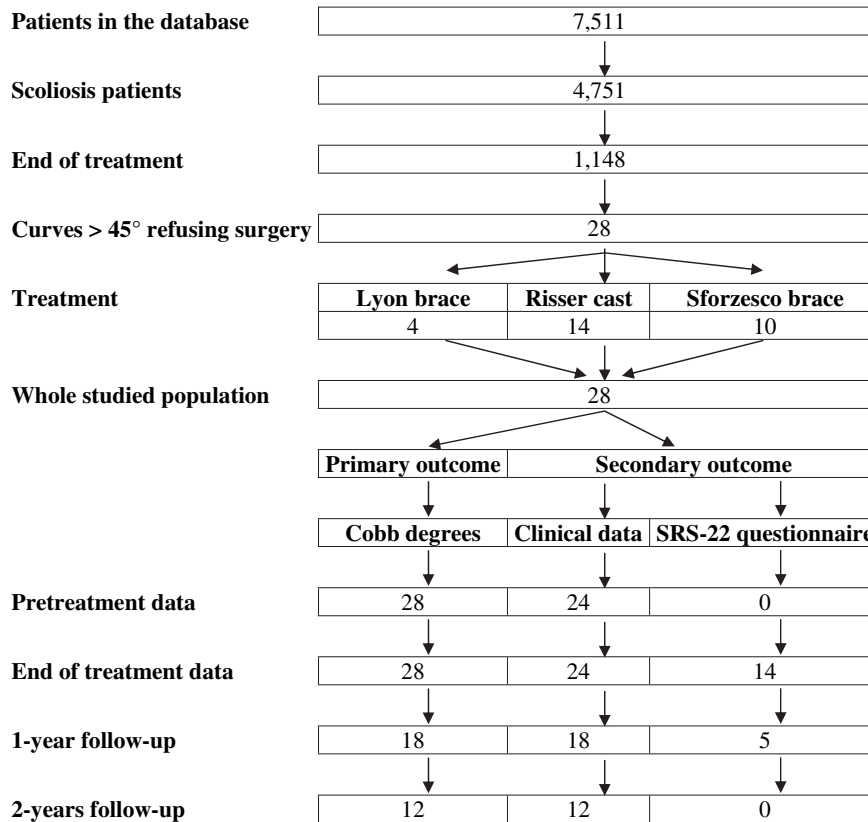 Patients in the database 7,511
Scoliosis patients 4,751
End of treatment 1,148
Curves > 45° refusing surgery 28
Treatment Lyon brace Risser cast Sforzesco brace
4 14 10
Whole studied population 28
Primary outcome Secondary outcome
Cobb degrees Clinical data SRS-22 questionnaire
Pretreatment data 28 24 0
End of treatment data 28 24 14
1-year follow-up 18 18 5
2-years follow-up 12 12 0